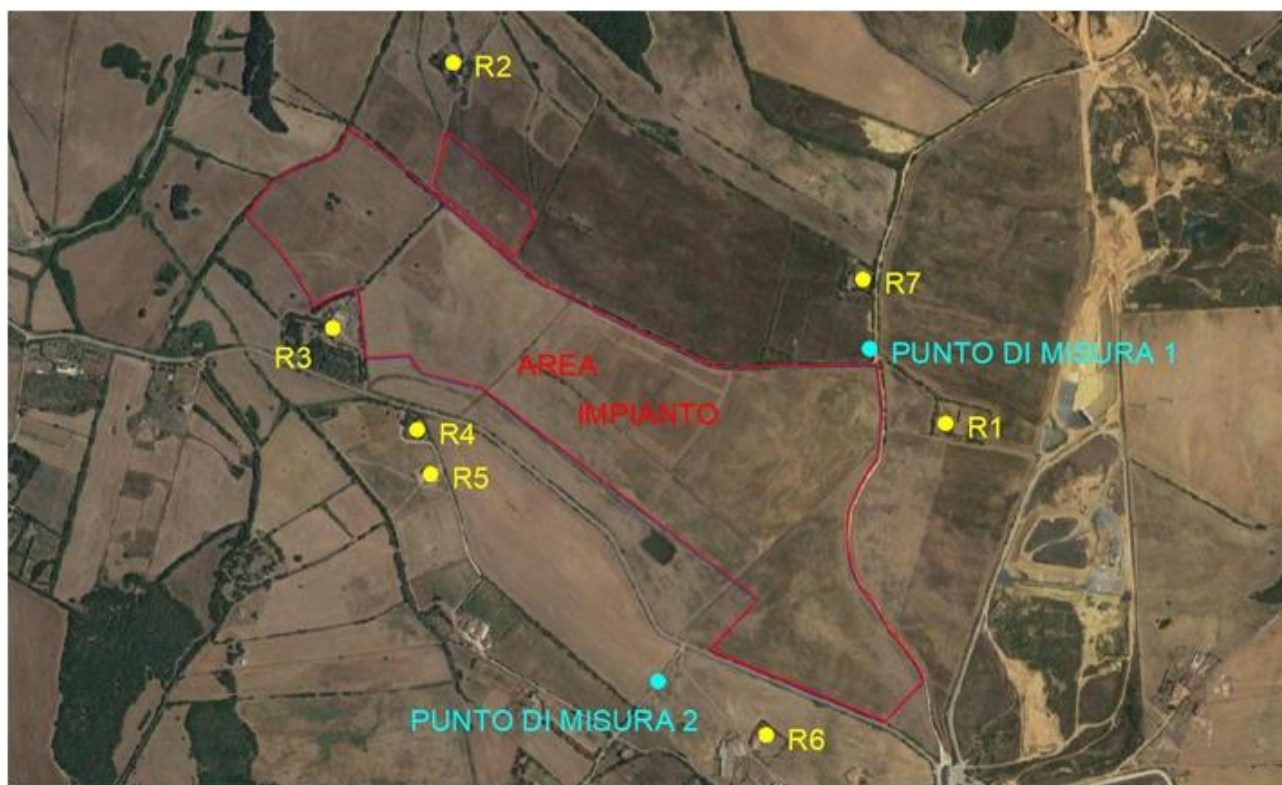 R2
R7
R3
PUNTO DI MISURA 1
AREA
IMPIANTO
R1
R4
R5
PUNTO DI MISURA 2
R6